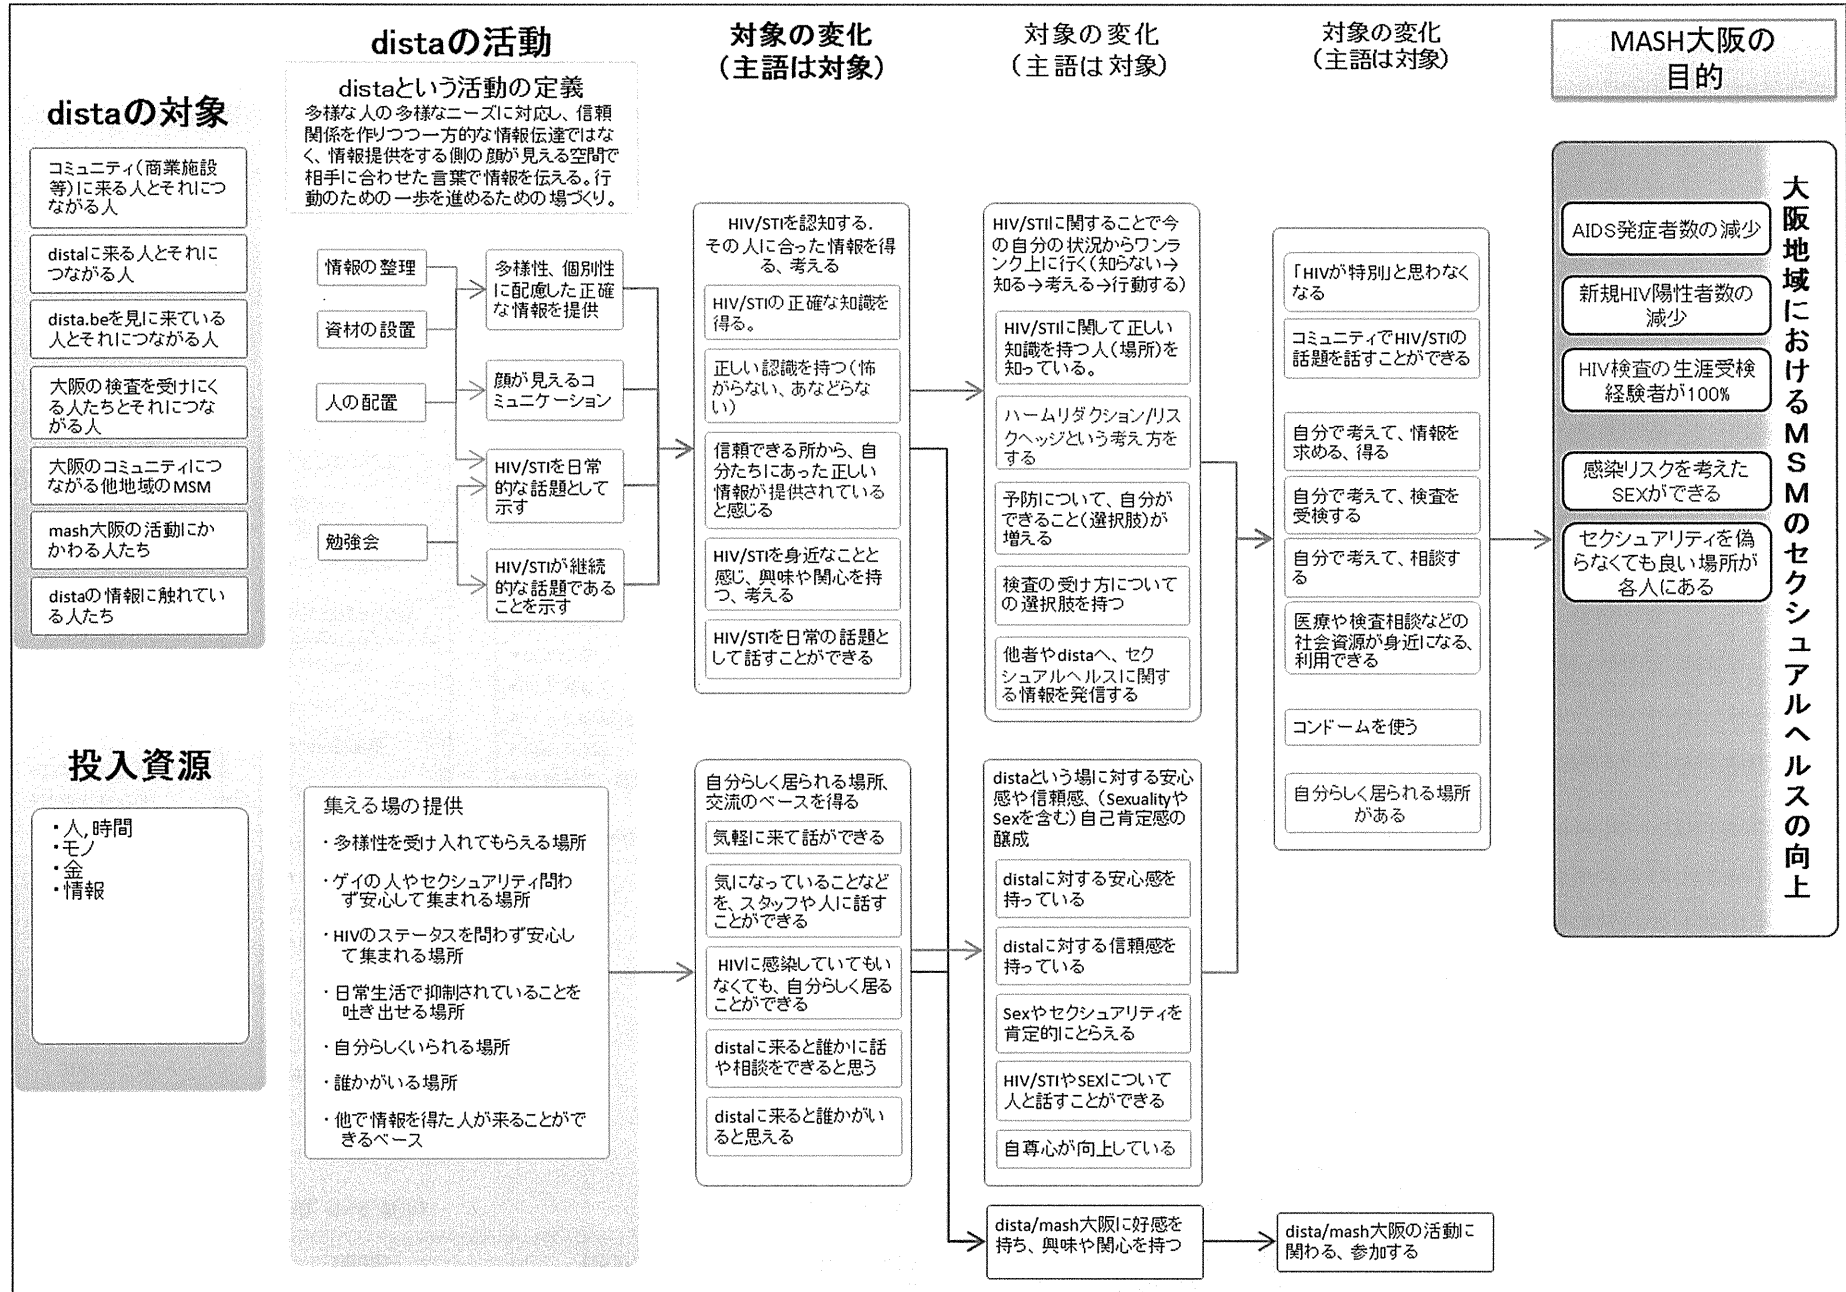 distaの対象
コミュニティ(商業施設
等)に来る人とそれにつ
ながる人
distaに来る人とそれに
つながる人
dista.beを見に来ている
人とそれにつながる人
大阪の検査を受けにく
る人たちとそれにつな
がる人
大阪のコミュニティにつ
ながる他地域のMSM
mash大阪の活動にか
かわる人たち
distaの情報に触れてい
る人たち
投入資源
・人,時間
・モノ
・金
・情報
distaの活動
distaという活動の定義
多様な人の多様なニーズに対応し、信頼
関係を作りつつ一方的な情報伝達ではな
く、情報提供をする側の顔が見える空間で
相手に合わせた言葉で情報を伝える。行
動のための一歩を進めるための場づくり。
情報の整理
資材の設置
人の配置
勉強会
多様性、個別性
に配慮した正確
な情報を提供
顔が見えるコ
ミュニケーション
HIV/STIを日常
的な話題として
示す
HIV/STIが継続
的な話題である
ことを示す
集える場の提供
・多様性を受け入れてもらえる場所
・ゲイの人やセクシュアリティ問わ
ず安心して集まれる場所
・HIVのステータスを問わず安心し
て集まれる場所
・日常生活で抑制されていることを
吐き出せる場所
・自分らしくいられる場所
・誰かがいる場所
・他で情報を得た人が来ることがで
きるベース
対象の変化
(主語は対象)
HIV/STIを認知する.
その人に合った情報を得
る、考える
HIV/STIの正確な知識を
得る。
正しい認識を持つ(怖
がらない、あなどらな
い)
信頼できる所から、自
分たちにあった正しい
情報が提供されている
と感じる
HIV/STIを身近なことと
感じ、興味や関心を持
つ、考える
HIV/STIを日常の話題と
して話すことができる
自分らしく居られる場所、
交流のベースを得る
気軽に来て話ができる
気になっていることなど
を、スタッフや人に話す
ことができる
HIVに感染していてもい
なくても、自分らしく居る
ことができる
distaに来ると誰かに話
や相談をできると思う
distaに来ると誰かがい
ると思える
対象の変化
(主語は対象)
HIV/STIに関することで今
の自分の状況からワンラ
ンク上に行く(知らない→
知る→考える→行動する)
HIV/STIに関して正しい
知識を持つ人(場所)を
知っている。
ハームリダクション/リス
クヘッジという考え方を
する
予防について、自分が
できること(選択肢)が
増える
検査の受け方について
の選択肢を持つ
他者やdistaへ、セク
シュアルヘルスに関す
る情報を発信する
distaという場に対する安心
感や信頼感、(Sexualityや
Sexを含む)自己肯定感の
醸成
distaに対する安心感を
持っている
distaに対する信頼感を
持っている
Sexやセクシュアリティを
肯定的にとらえる
HIV/STIやSEXについて
人と話すことができる
自尊心が向上している
dista/mash大阪に好感を
持ち、興味や関心を持つ
対象の変化
(主語は対象)
「HIVが特別」と思わなく
なる
コミュニティでHIV/STIの
話題を話すことができる
自分で考えて、情報を
求める、得る
自分で考えて、検査を
受検する
自分で考えて、相談す
る
医療や検査相談などの
社会資源が身近になる、
利用できる
コンドームを使う
自分らしく居られる場所
がある
dista/mash大阪の活動に
関わる、参加する
MASH大阪の
目的
AIDS発症者数の減少
新規HIV陽性者数の
減少
HIV検査の生涯受検
経験者が100%
感染リスクを考えた
SEXができる
セクシュアリティを偽
らなくても良い場所が
各人にある
大阪地域におけるMSMのセクシュアルヘルスの向上